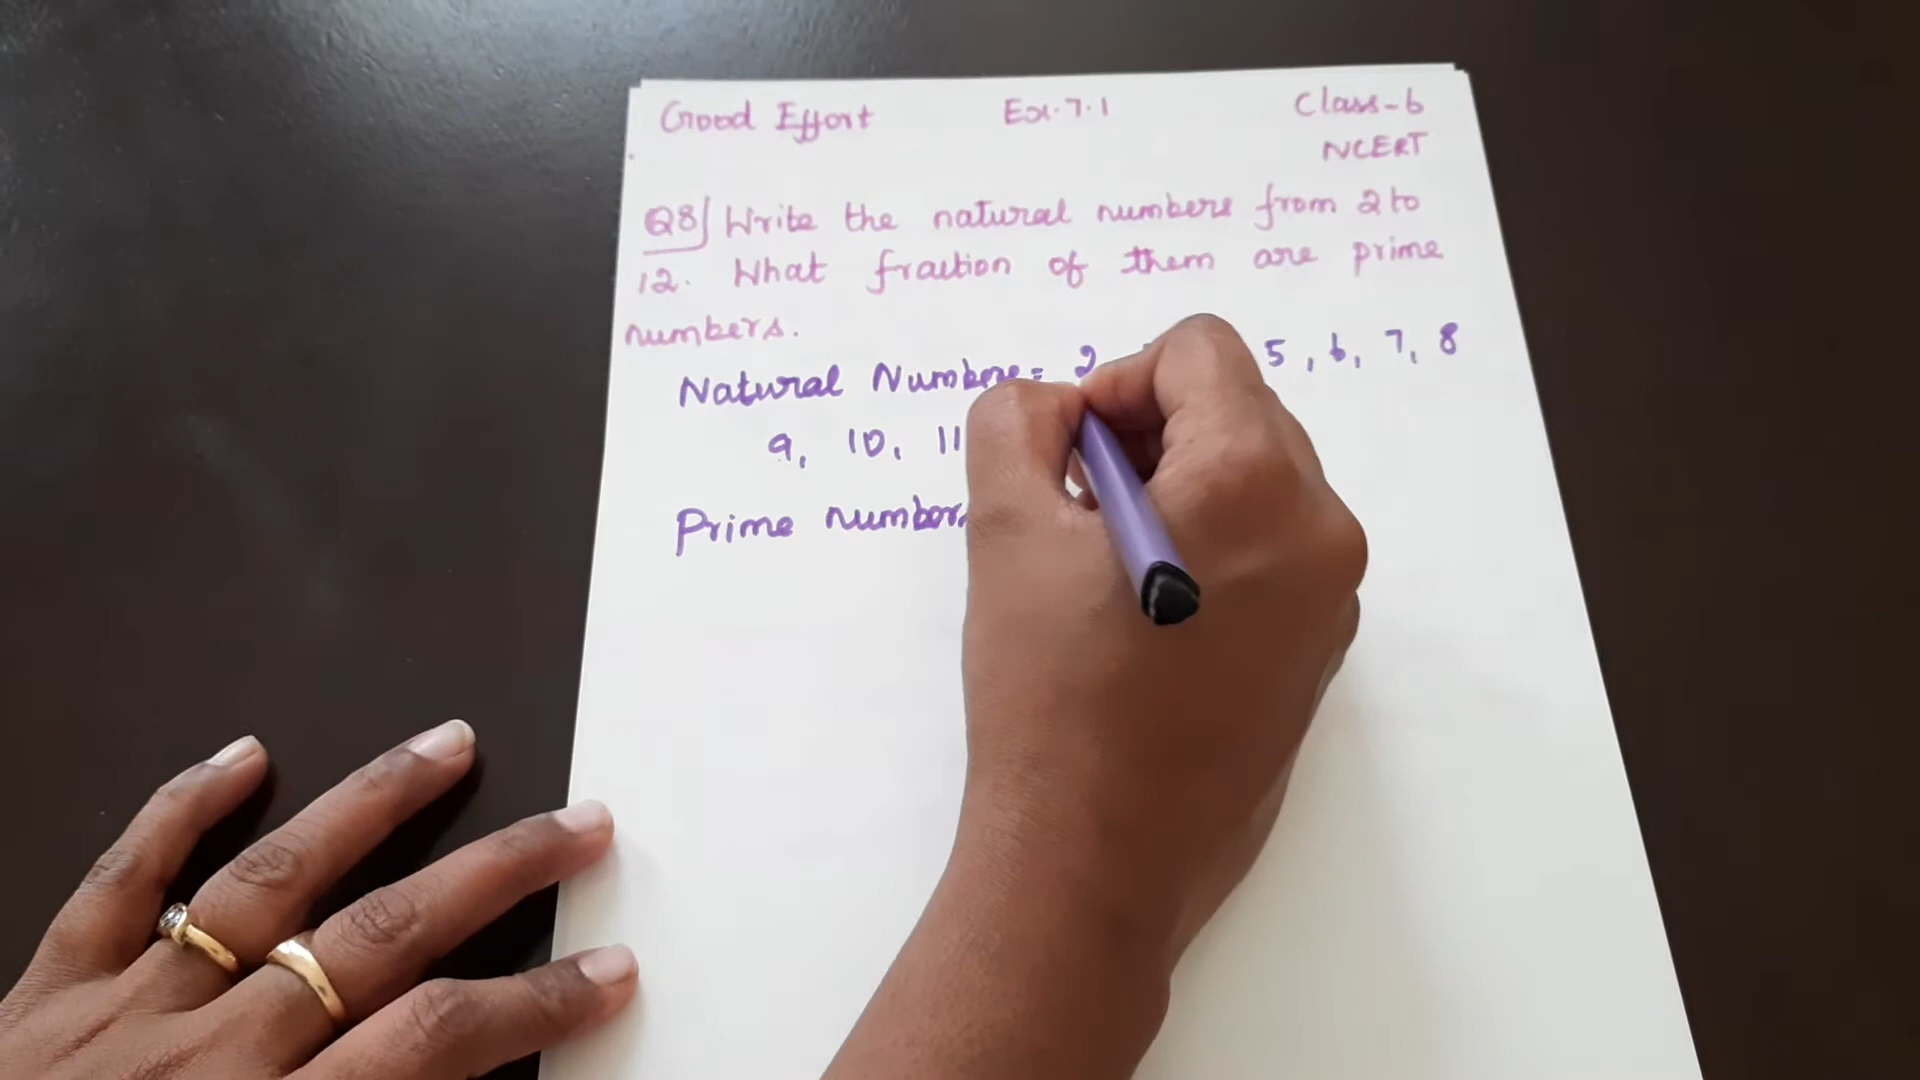 Good Effort Ex.7.1 Class-6
NCERT
Q8 Write the natural numbers from 2 to
12. What fraction of them are prime
numbers.
Natural Numbers= 2 5, 6, 7, 8
9, 10, 11
Prime numbers